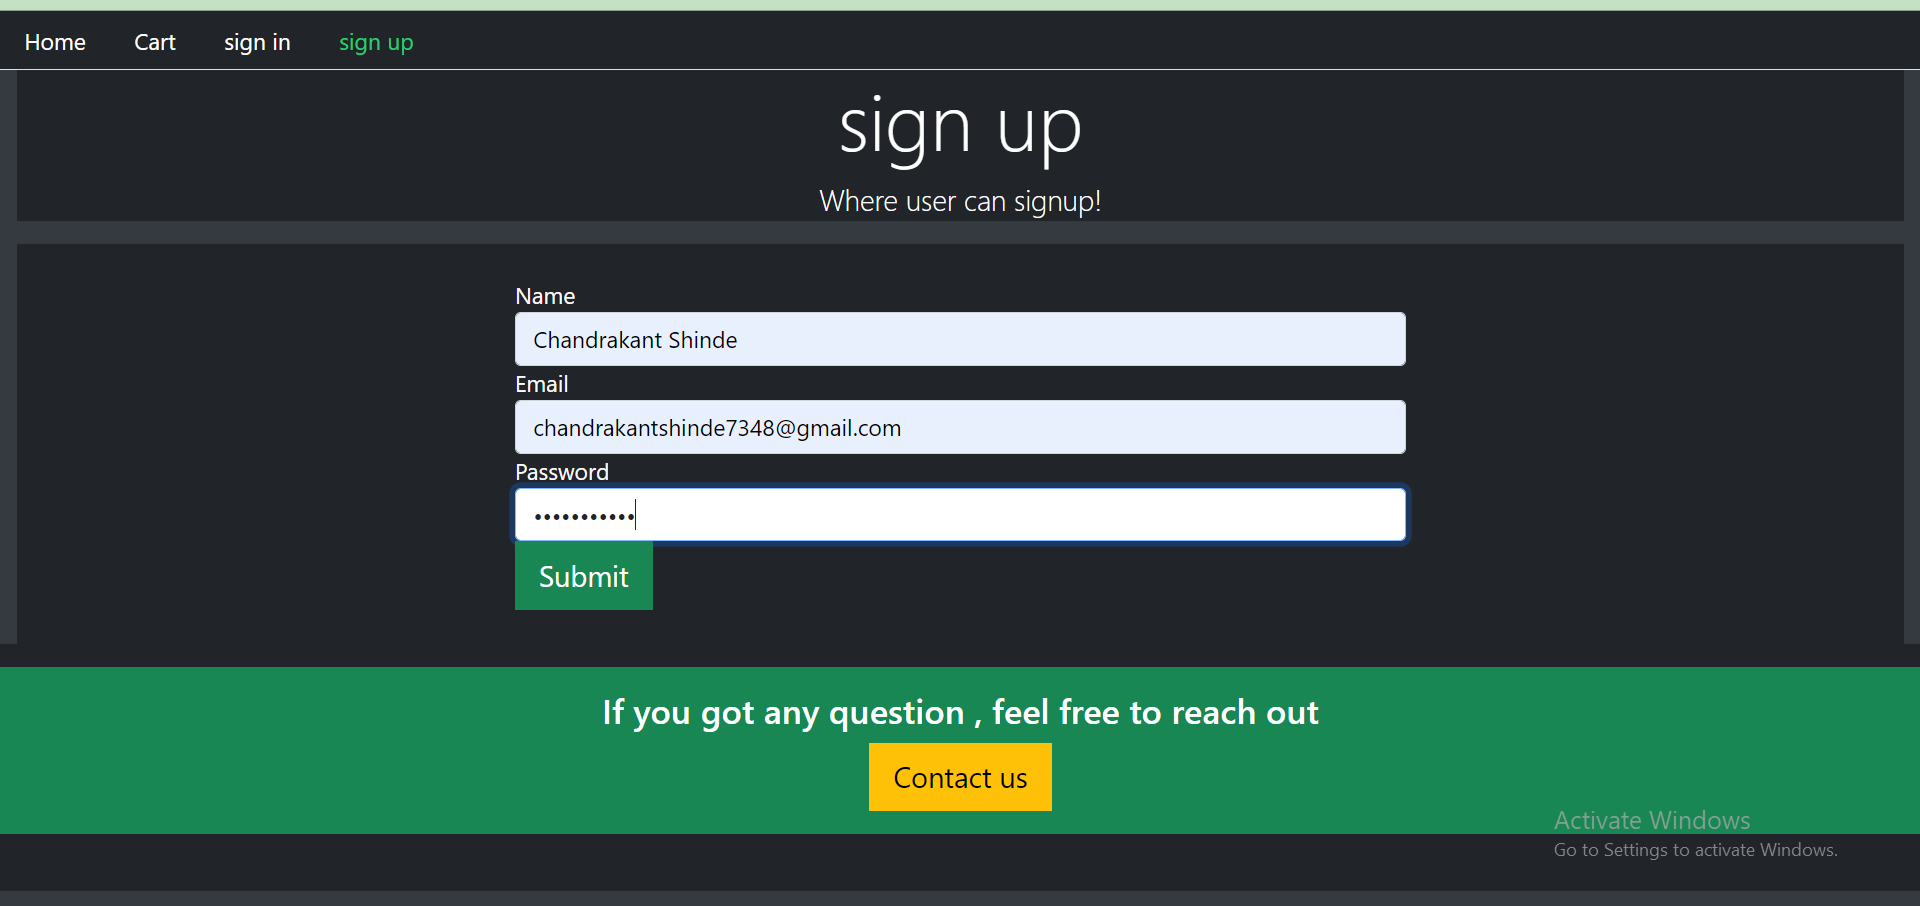 Home Cart sign in sign up
sign up
Where user can signup!
Name
Chandrakant Shinde
Email
chandrakantshinde7348@gmail.com
Password
•••••••••••
Submit
If you got any question , feel free to reach out
Contact us
Activate Windows
Go to Settings to activate Windows.